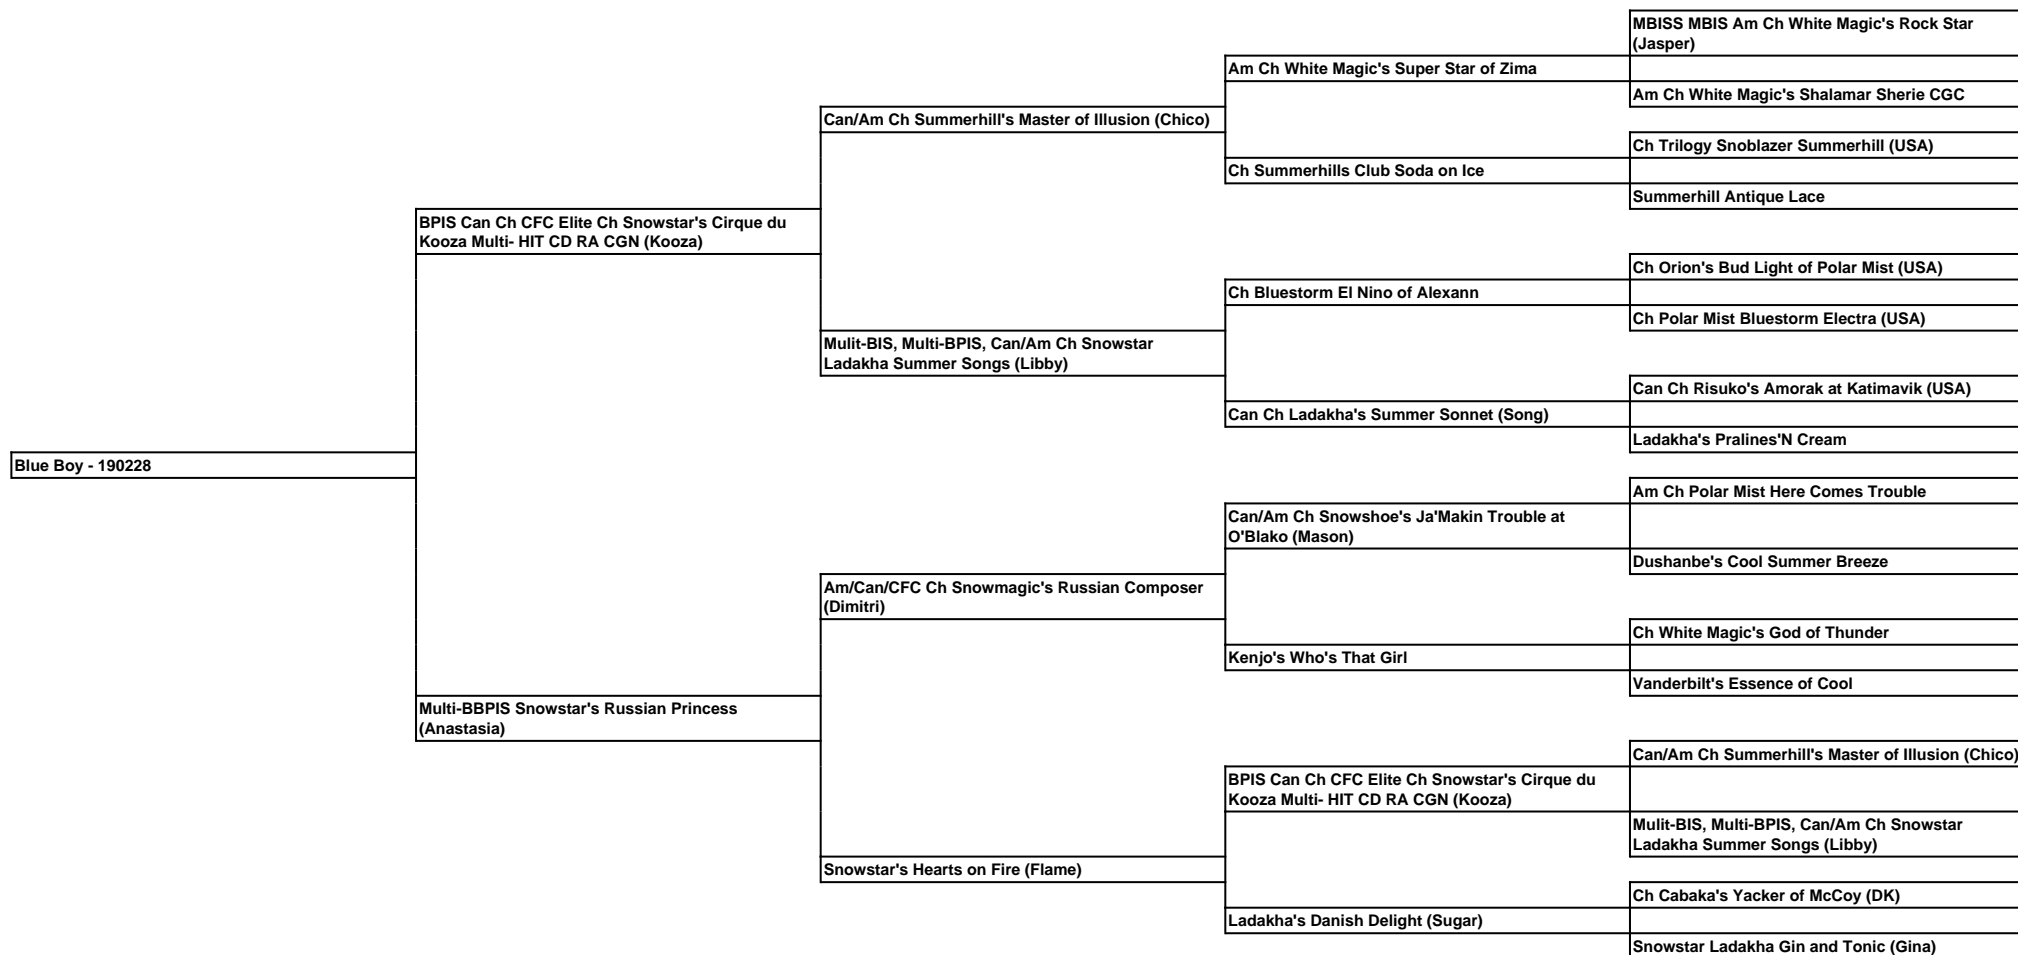 MBISS MBIS Am Ch White Magic's Rock Star
(Jasper)
Am Ch White Magic's Super Star of Zima
Am Ch White Magic's Shalamar Sherie CGC
Can/Am Ch Summerhill's Master of Illusion (Chico)
Ch Trilogy Snoblazer Summerhill (USA)
Ch Summerhills Club Soda on Ice
Summerhill Antique Lace
BPIS Can Ch CFC Elite Ch Snowstar's Cirque du
Kooza Multi- HIT CD RA CGN (Kooza)
Ch Orion's Bud Light of Polar Mist (USA)
Ch Bluestorm El Nino of Alexann
Ch Polar Mist Bluestorm Electra (USA)
Mulit-BIS, Multi-BPIS, Can/Am Ch Snowstar
Ladakha Summer Songs (Libby)
Can Ch Risuko's Amorak at Katimavik (USA)
Can Ch Ladakha's Summer Sonnet (Song)
Ladakha's Pralines'N Cream
Blue Boy - 190228
Am Ch Polar Mist Here Comes Trouble
Can/Am Ch Snowshoe's Ja'Makin Trouble at
O'Blako (Mason)
Dushanbe's Cool Summer Breeze
Am/Can/CFC Ch Snowmagic's Russian Composer
(Dimitri)
Ch White Magic's God of Thunder
Kenjo's Who's That Girl
Vanderbilt's Essence of Cool
Multi-BBPIS Snowstar's Russian Princess
(Anastasia)
Can/Am Ch Summerhill's Master of Illusion (Chico)
BPIS Can Ch CFC Elite Ch Snowstar's Cirque du
Kooza Multi- HIT CD RA CGN (Kooza)
Mulit-BIS, Multi-BPIS, Can/Am Ch Snowstar
Ladakha Summer Songs (Libby)
Snowstar's Hearts on Fire (Flame)
Ch Cabaka's Yacker of McCoy (DK)
Ladakha's Danish Delight (Sugar)
Snowstar Ladakha Gin and Tonic (Gina)